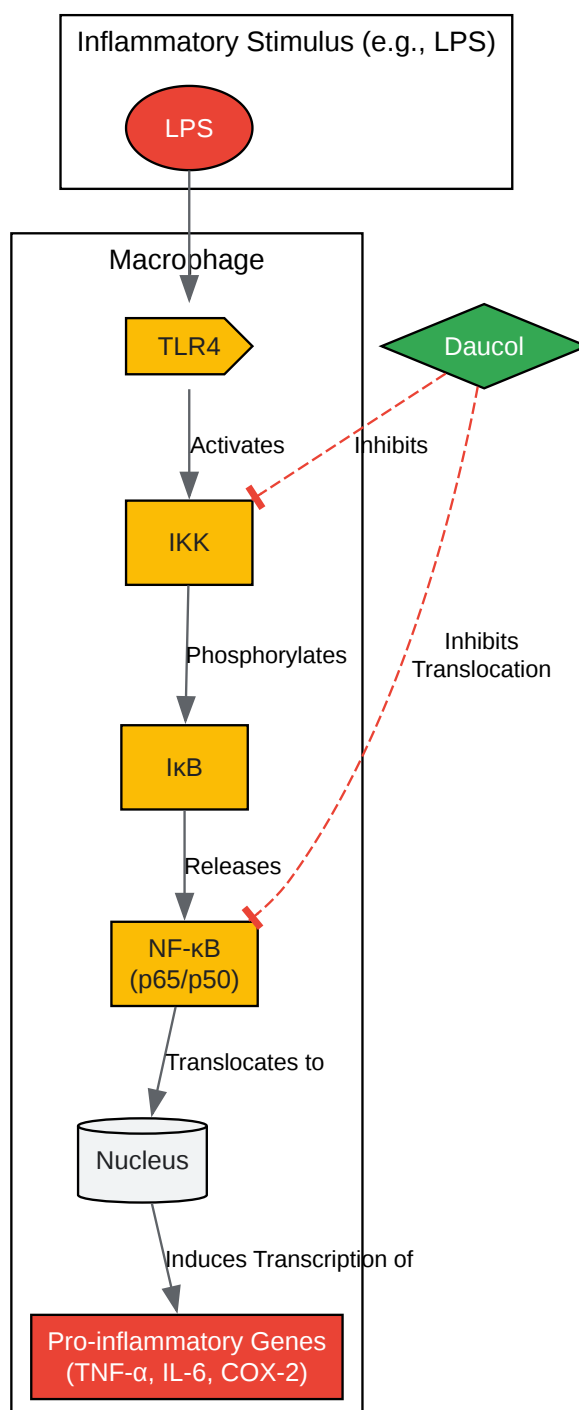 Inflammatory Stimulus (e.g., LPS)
LPS
Macrophage
TLR4
Daucol
Activates
Inhibits
IKK
Phosphorylates
Inhibits
Translocation
IκB
Releases
NF-κB
(p65/p50)
Translocates to
Nucleus
Induces Transcription of
Pro-inflammatory Genes
(TNF-α, IL-6, COX-2)